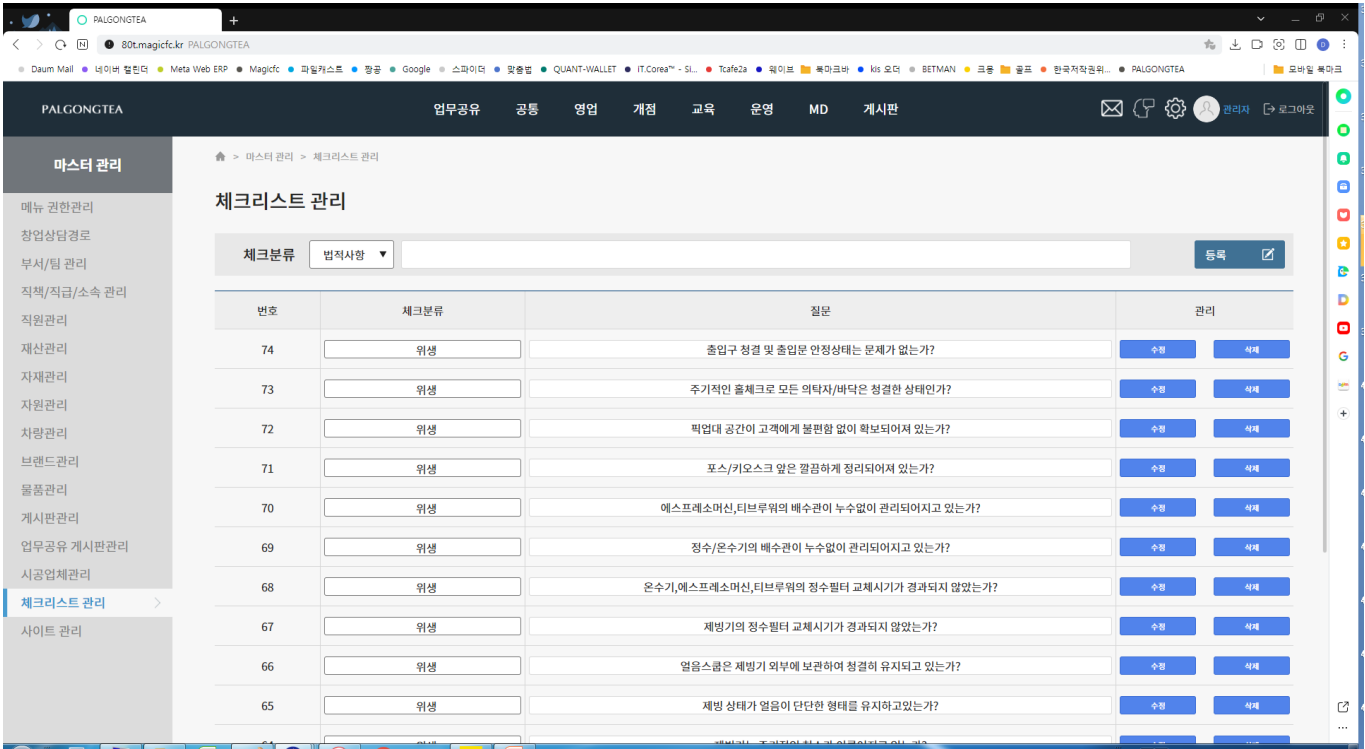 PALGONGTEA
80t.magicfc.kr PALGONGTEA
Daum Mail 네이버 캘린더 Meta Web ERP Magicfc 파일캐스트 짱공 Google 스파이더 맞춤법 QUANT-WALLET iT.Corea™ - Si... Tcafe2a 웨이브 북마크바 kis 오더 BETMAN 크몽 골프 한국저작권위... PALGONGTEA 모바일 북마크
PALGONGTEA 업무공유 공통 영업 개점 교육 운영 MD 게시판 관리자 로그아웃
마스터 관리
메뉴 권한관리
창업상담경로
부서/팀 관리
직책/직급/소속 관리
직원관리
재산관리
자재관리
자원관리
차량관리
브랜드관리
물품관리
게시판관리
업무공유 게시판관리
시공업체관리
체크리스트 관리
사이트 관리
> 마스터 관리 > 체크리스트 관리
체크리스트 관리
체크분류 법적사항 ▼ 등록
번호 체크분류 질문 관리
74 위생 출입구 청결 및 출입문 안정상태는 문제가 없는가? 수정 삭제
73 위생 주기적인 홀체크로 모든 의탁자/바닥은 청결한 상태인가? 수정 삭제
72 위생 픽업대 공간이 고객에게 불편함 없이 확보되어져 있는가? 수정 삭제
71 위생 포스/키오스크 앞은 깔끔하게 정리되어져 있는가? 수정 삭제
70 위생 에스프레소머신,티브루워의 배수관이 누수없이 관리되어지고 있는가? 수정 삭제
69 위생 정수/온수기의 배수관이 누수없이 관리되어지고 있는가? 수정 삭제
68 위생 온수기,에스프레소머신,티브루워의 정수필터 교체시기가 경과되지 않았는가? 수정 삭제
67 위생 제빙기의 정수필터 교체시기가 경과되지 않았는가? 수정 삭제
66 위생 얼음스쿱은 제빙기 외부에 보관하여 청결히 유지되고 있는가? 수정 삭제
65 위생 제빙 상태가 얼음이 단단한 형태를 유지하고있는가? 수정 삭제